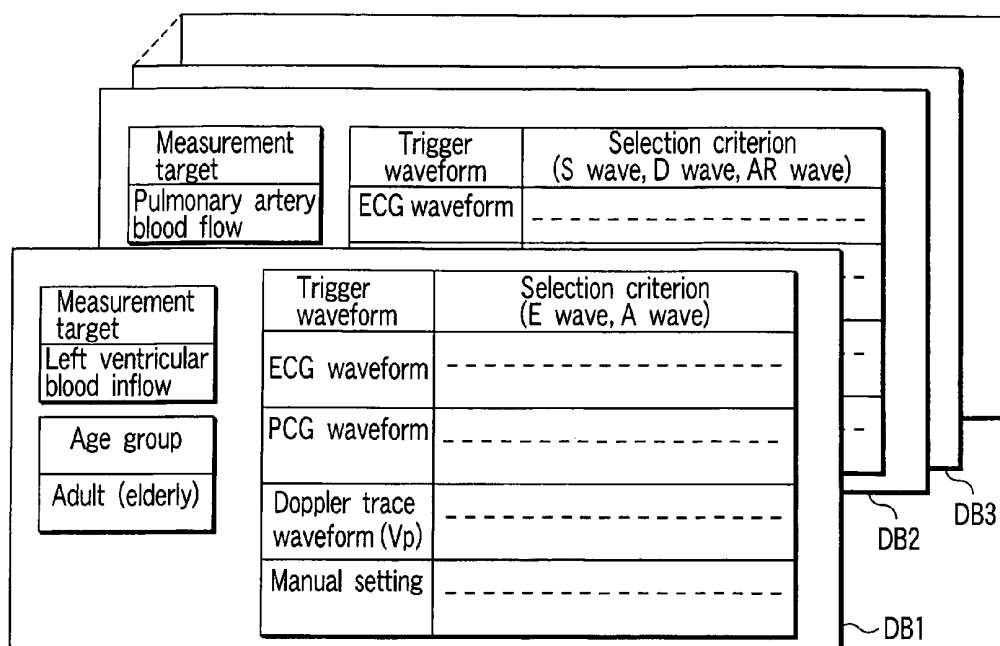 Measurement
target
Pulmonary artery
blood flow
Trigger
waveform
Selection criterion
(S wave, D wave, AR wave)
ECG waveform
Measurement
target
Left ventricular
blood inflow
Age group
Adult (elderly)
Trigger
waveform
Selection criterion
(E wave, A wave)
ECG waveform
PCG waveform
Doppler trace
waveform (Vp)
Manual setting
DB3
DB2
DB1